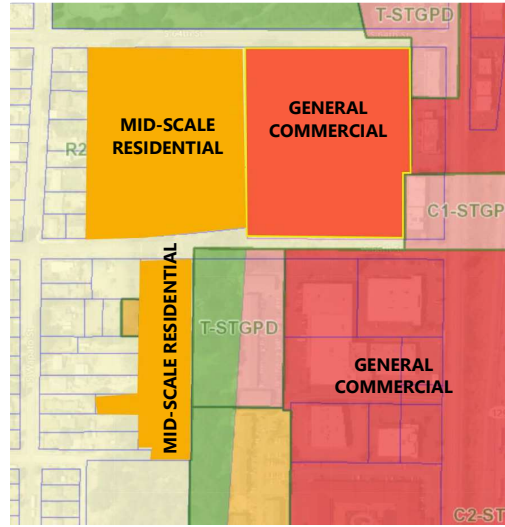 T-STGPD
GENERAL
COMMERCIAL
MID-SCALE
RESIDENTIAL
R2
C1-STGP
MID-SCALE RESIDENTIAL
T-STGPD
GENERAL
COMMERCIAL
C2-ST